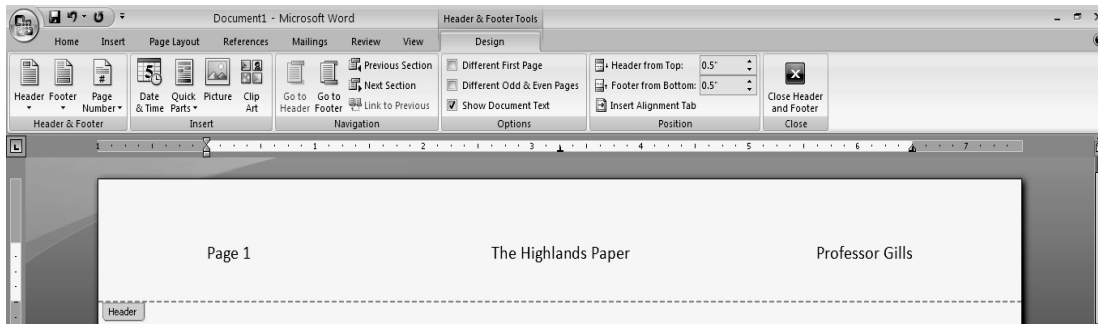 Document1 - Microsoft Word Header & Footer Tools
Home Insert Page Layout References Mailings Review View Design
Header Footer Page Number
Date & Time Quick Parts Picture Clip Art
Go to Header Go to Footer Previous Section
Next Section
Link to Previous
Different First Page
Different Odd & Even Pages
Show Document Text
Header from Top: 0.5"
Footer from Bottom: 0.5"
Insert Alignment Tab
Close Header and Footer
Header & Footer Insert Navigation Options Position Close
L 1 1 2 3 4 5 6 7
Page 1 The Highlands Paper Professor Gills
Header